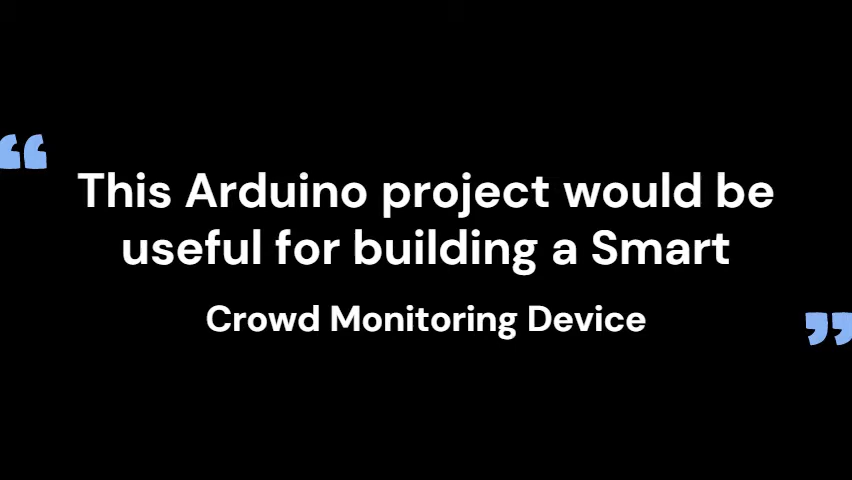 “
This Arduino project would be
useful for building a Smart
Crowd Monitoring Device
”